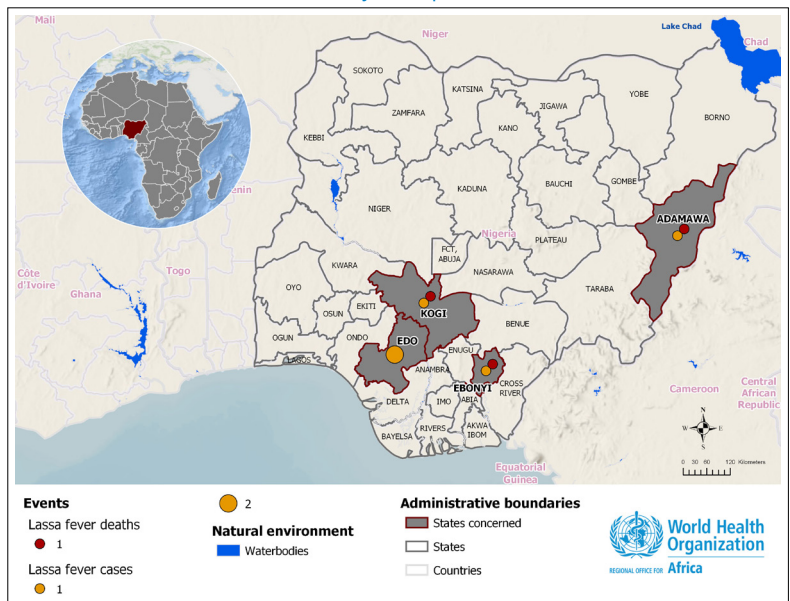 Mali
Niger
Lake Chad
Chad
SOKOTO
KATSINA
YOBE
BORNO
ZAMFARA
JIGAWA
KANO
KEBBI
GOMBE
BAUCHI
KADUNA
enin
NIGER
ADAMAWA
Nigeria
PLATEAU
FCT,
ABUJA
NASARAWA
TARABA
Côte
d'Ivoire
Togo
Ghana
KWARA
OYO
KOGI
EKITI
OSUN
BENUE
OGUN
ONDO
EDO
ENUGU
LAGOS
ANAMBRA
EBONYI
CROSS
RIVER
Cameroon
Central
African
Republic
DELTA
IMO
ABIA
BAYELSA
RIVERS
AKWA
IBOM
Equatorial
Guinea
N
W
E
S
0 30 60 120 Kilometers
Events
Lassa fever deaths
1
Lassa fever cases
1
2
Natural environment
Waterbodies
Administrative boundaries
States concerned
States
Countries
World Health
Organization
REGIONAL OFFICE FOR Africa